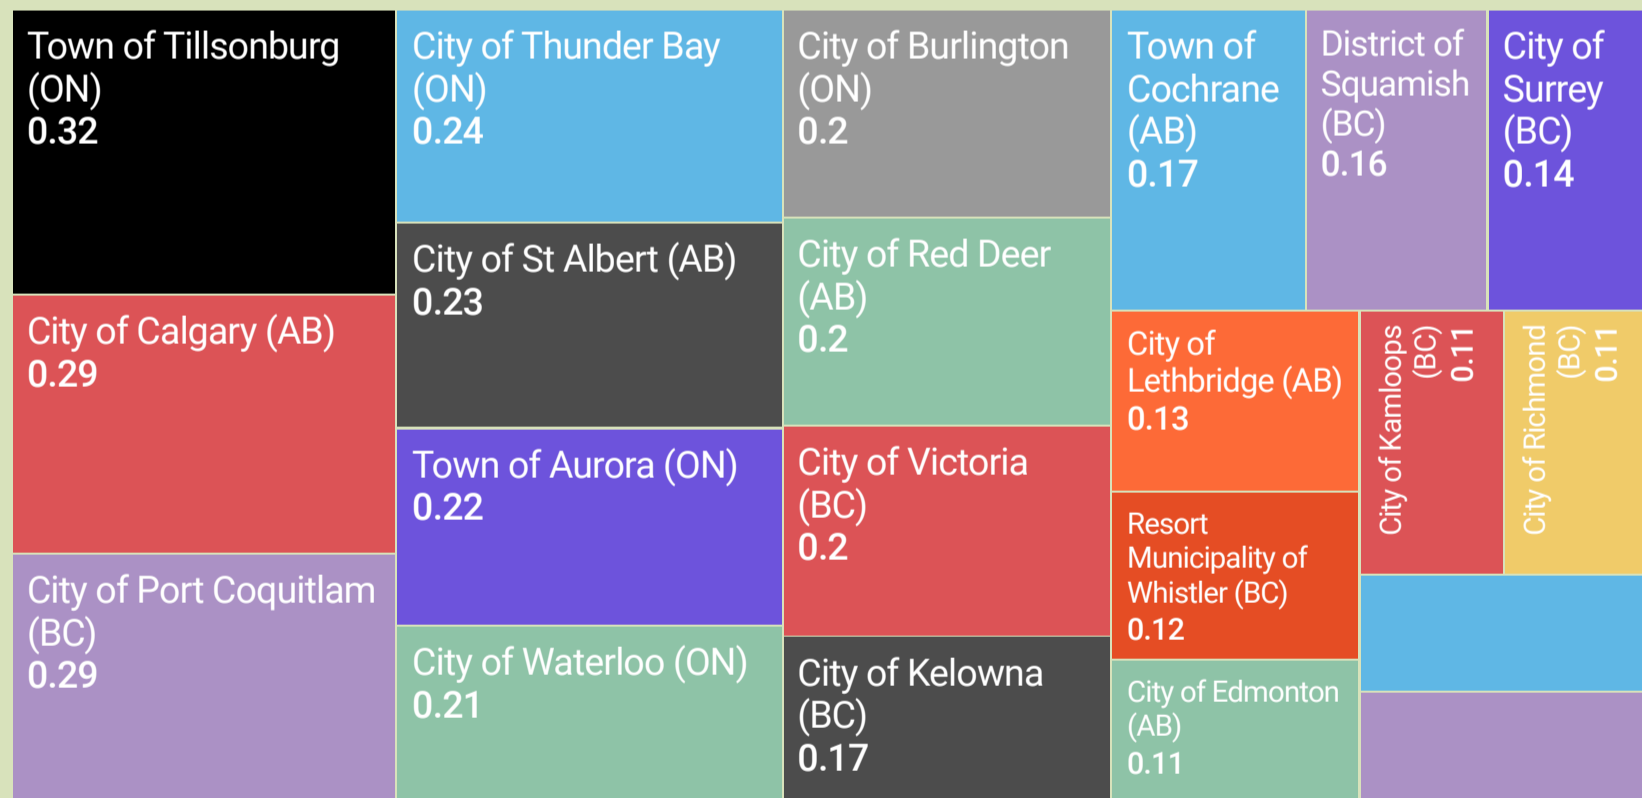 Town of Tillsonburg
(ON)
0.32
City of Calgary (AB)
0.29
City of Port Coquitlam
(BC)
0.29
City of Thunder Bay
(ON)
0.24
City of St Albert (AB)
0.23
Town of Aurora (ON)
0.22
City of Waterloo (ON)
0.21
City of Burlington
(ON)
0.2
City of Red Deer
(AB)
0.2
City of Victoria
(BC)
0.2
City of Kelowna
(BC)
0.17
Town of
Cochrane
(AB)
0.17
District of
Squamish
(BC)
0.16
City of
Surrey
(BC)
0.14
City of
Lethbridge (AB)
0.13
Resort
Municipality of
Whistler (BC)
0.12
City of Edmonton
(AB)
0.11
City of Kamloops
(BC)
0.11
City of Richmond
(BC)
0.11